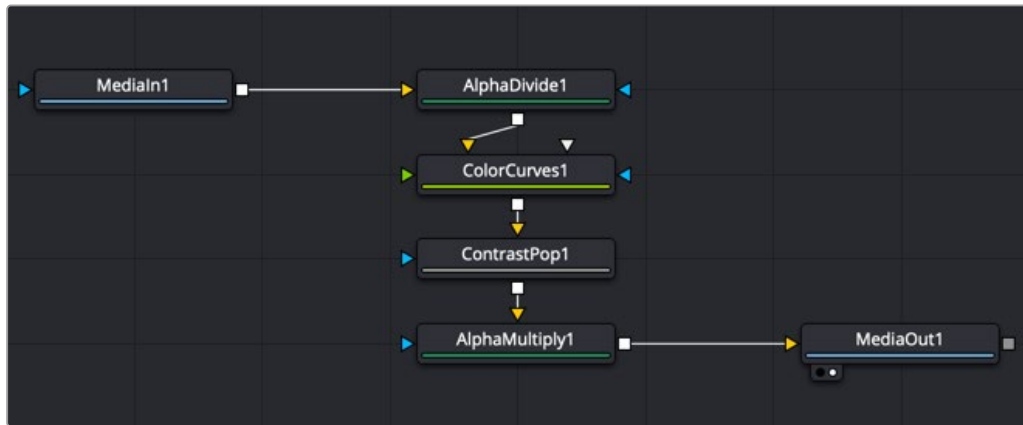 MediaIn1
AlphaDivide1
ColorCurves1
ContrastPop1
AlphaMultiply1
MediaOut1